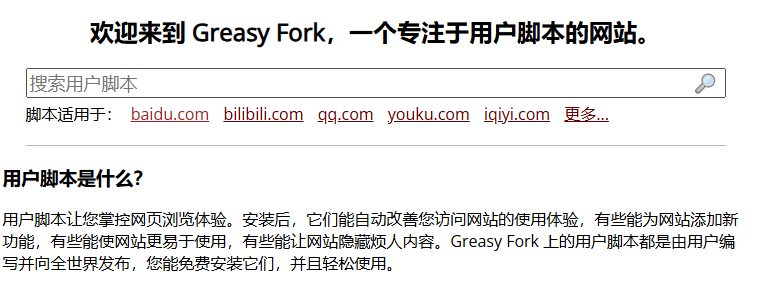 欢迎来到 Greasy Fork，一个专注于用户脚本的网站。
搜索用户脚本
脚本适用于： baidu.com bilibili.com qq.com youku.com iqiyi.com 更多...
用户脚本是什么?
用户脚本让您掌控网页浏览体验。安装后，它们能自动改善您访问网站的使用体验，有些能为网站添加新
功能，有些能使网站更易于使用，有些能让网站隐藏烦人内容。Greasy Fork 上的用户脚本都是由用户编
写并向全世界发布，您能免费安装它们，并且轻松使用。